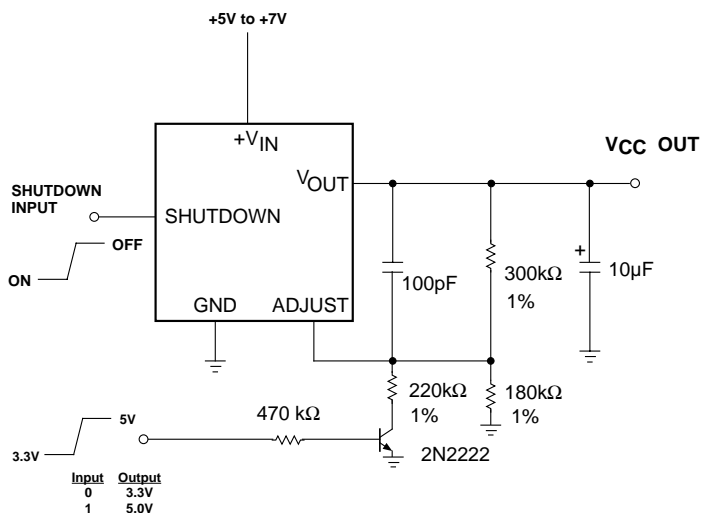 +5V to +7V
+VIN
VCC OUT
VOUT
SHUTDOWN
INPUT
SHUTDOWN
OFF
ON
100pF
300kΩ
1%
+
10µF
GND
ADJUST
220kΩ
1%
180kΩ
1%
470 kΩ
5V
3.3V
2N2222
Input Output
0 3.3V
1 5.0V